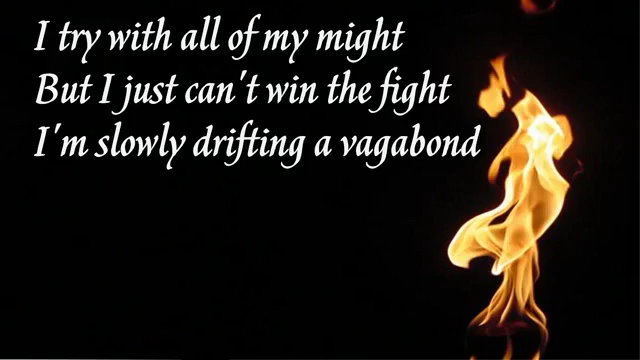 I try with all of my might
But I just can't win the fight
I'm slowly drifting a vagabond